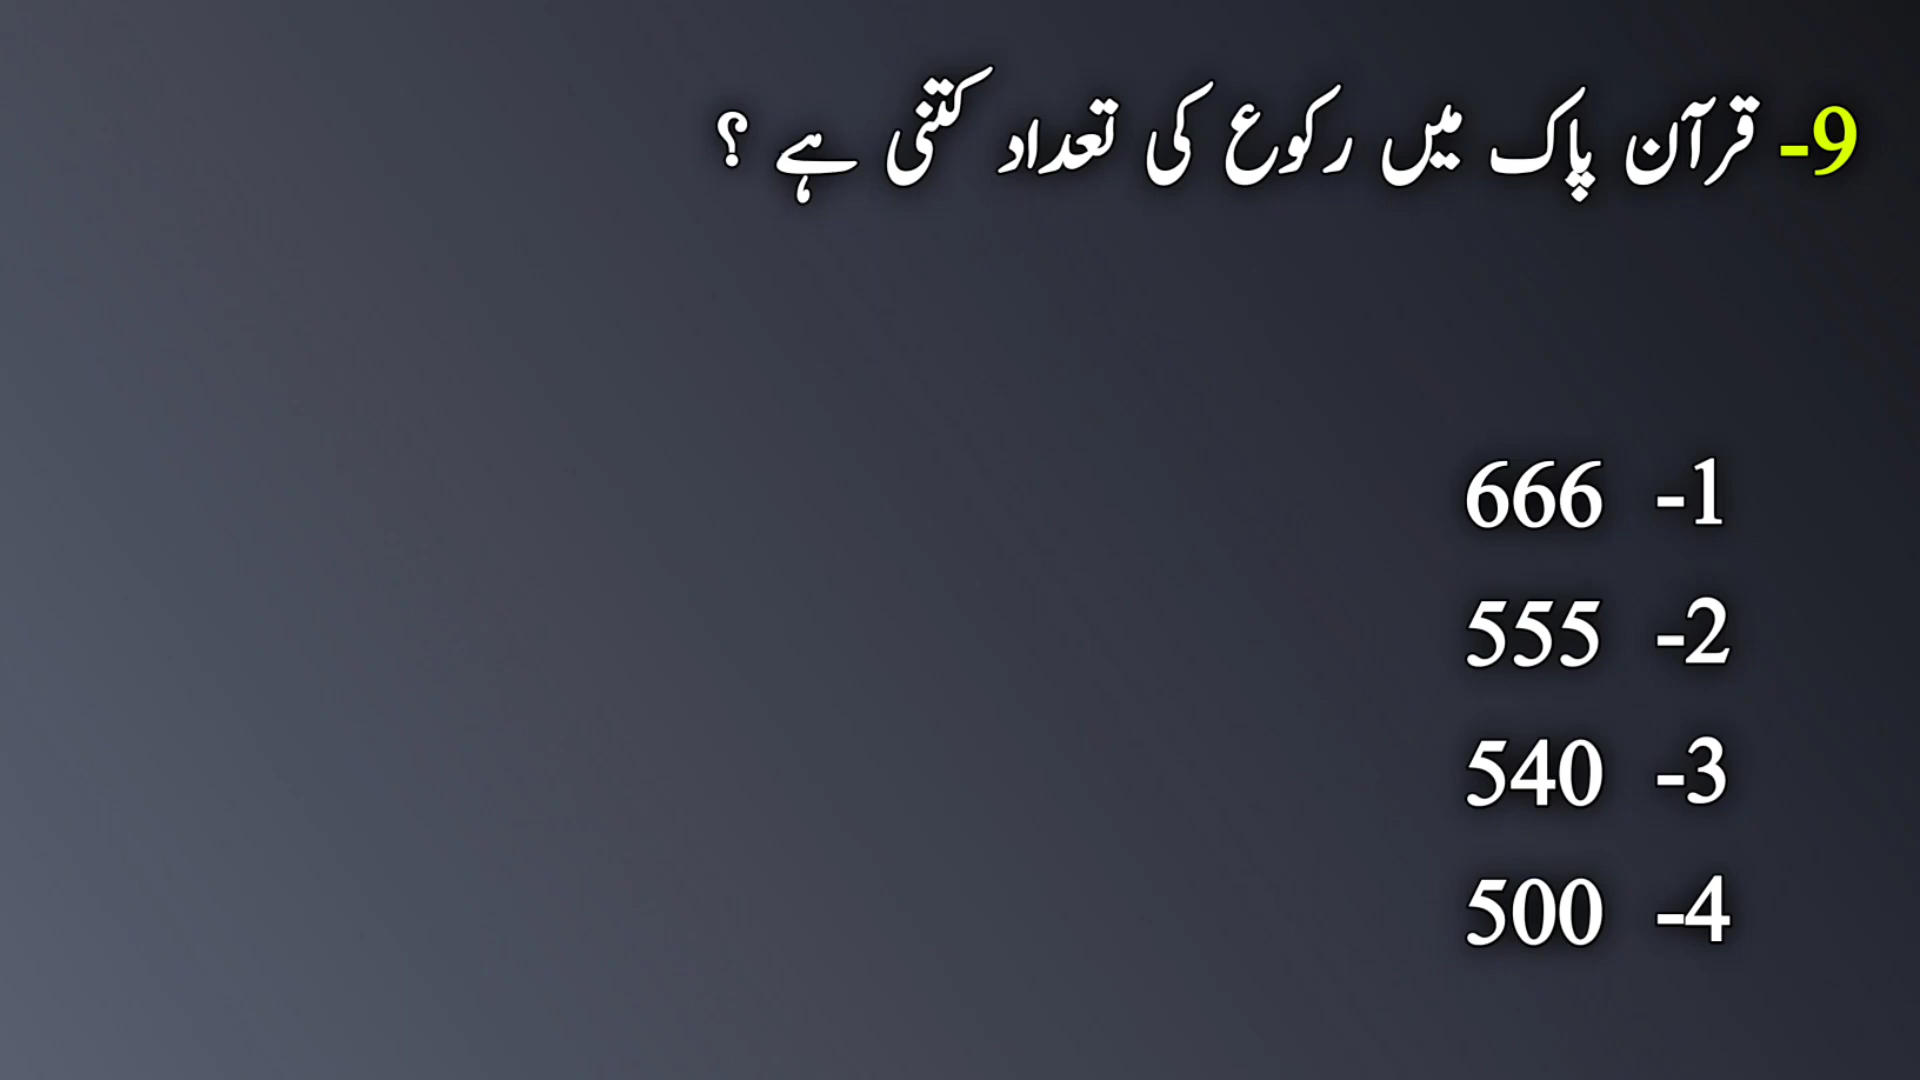 9- قرآن پاک میں رکوع کی تعداد کتنی ہے ؟
1- 666
2- 555
3- 540
4- 500